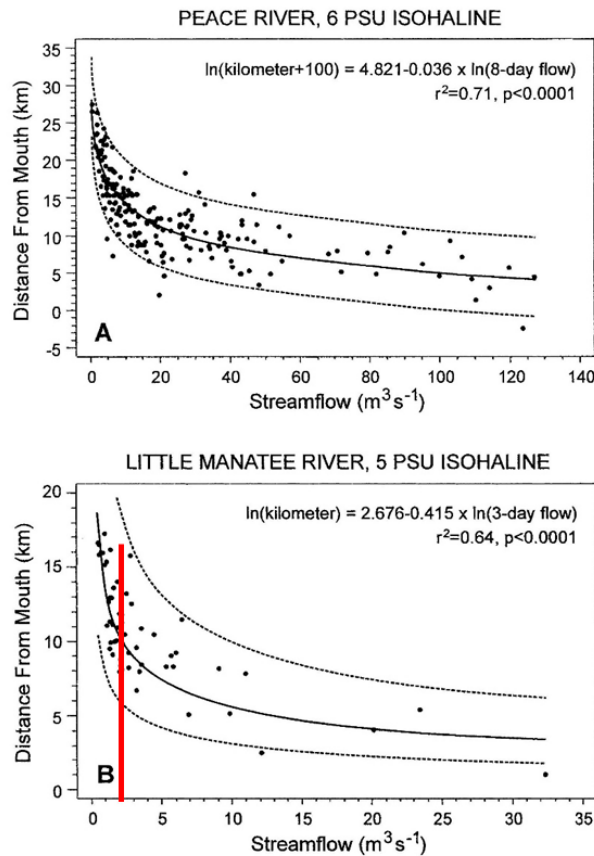 PEACE RIVER, 6 PSU ISOHALINE
ln(kilometer+100) = 4.821-0.036 x ln(8-day flow)
r²=0.71, p<0.0001
Distance From Mouth (km)
35
30
25
20
15
10
5
0
-5
A
0 20 40 60 80 100 120 140
Streamflow (m³s⁻¹)
LITTLE MANATEE RIVER, 5 PSU ISOHALINE
ln(kilometer) = 2.676-0.415 x ln(3-day flow)
r²=0.64, p<0.0001
Distance From Mouth (km)
20
15
10
5
0
B
0 5 10 15 20 25 30 35
Streamflow (m³s⁻¹)